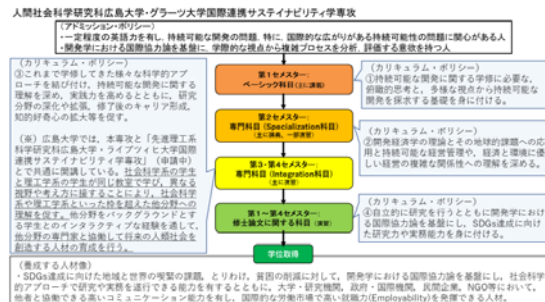 人間社会科学研究科広島大学・グラーツ大学国際連携サステイナビリティ学専攻
(アドミッション・ポリシー)
・一定程度の英語力を有し、持続可能な開発の問題、特に、国際的な広がりがある持続可能性の問題に関心がある人
・開発学における国際協力論を基盤に、学際的な視点から複雑プロセスを分析、評価する意欲を持つ人
(カリキュラム・ポリシー)
③これまで学修してきた様々な科学的アプ
ローチを結び付け、持続可能な開発に関する
理解を深め、実践力を高めるとともに、研究
分野の深化や拡張、修了後のキャリア形成、
知的好奇心の拡大等を促す。
(※)広島大学では、本専攻と「先進理工系
科学研究科広島大学・ライプツィヒ大学国際
連携サステイナビリティ学専攻」(申請中)
とで共通に開講している。社会科学系の学生
と理工学系の学生が同じ教室で学び、異なる
視野や考え方に接することにより、社会科学
系や理工学系といった枠を超えた他分野への
理解を促す。他分野をバックグラウンドとす
る学生とのインタラクティブな経験を通して、
他分野の専門家と協働して将来の人類社会を
創造する人材の育成を行う。
第1セメスター:
ベーシック科目(主に講義)
第2セメスター:
専門科目(Specialization科目)
(主に講義、一部演習)
第3・第4セメスター:
専門科目(Integration科目)
(主に演習)
第1~第4セメスター:
修士論文に関する科目(演習)
学位取得
(カリキュラム・ポリシー)
①持続可能な開発に関する学修に必要な、
俯瞰的思考と、多様な視点から持続可能
な開発を探求する基礎を身に付ける。
(カリキュラム・ポリシー)
②開発経済学の理論とその地球的課題への応
用と持続可能な経営管理や、経済と環境に優
しい経営の複雑な関係性への理解を深める。
(カリキュラム・ポリシー)
④自立的に研究を行うとともに開発学におけ
る国際協力論を基盤とし、SDGs達成に向け
た研究力や実務能力を身に付ける。
(養成する人材像)
・SDGs達成に向けた地域と世界の喫緊の課題、とりわけ、貧困の削減に対して、開発学における国際協力論を基盤にし、社会科学
的アプローチで研究や実務を遂行できる能力を有するとともに、大学・研究機関、政府・国際機関、民間企業、NGO等において、
他者と協働できる高いコミュニケーション能力を有し、国際的な労働市場で高い就職力(Employability)を発揮できる人材。